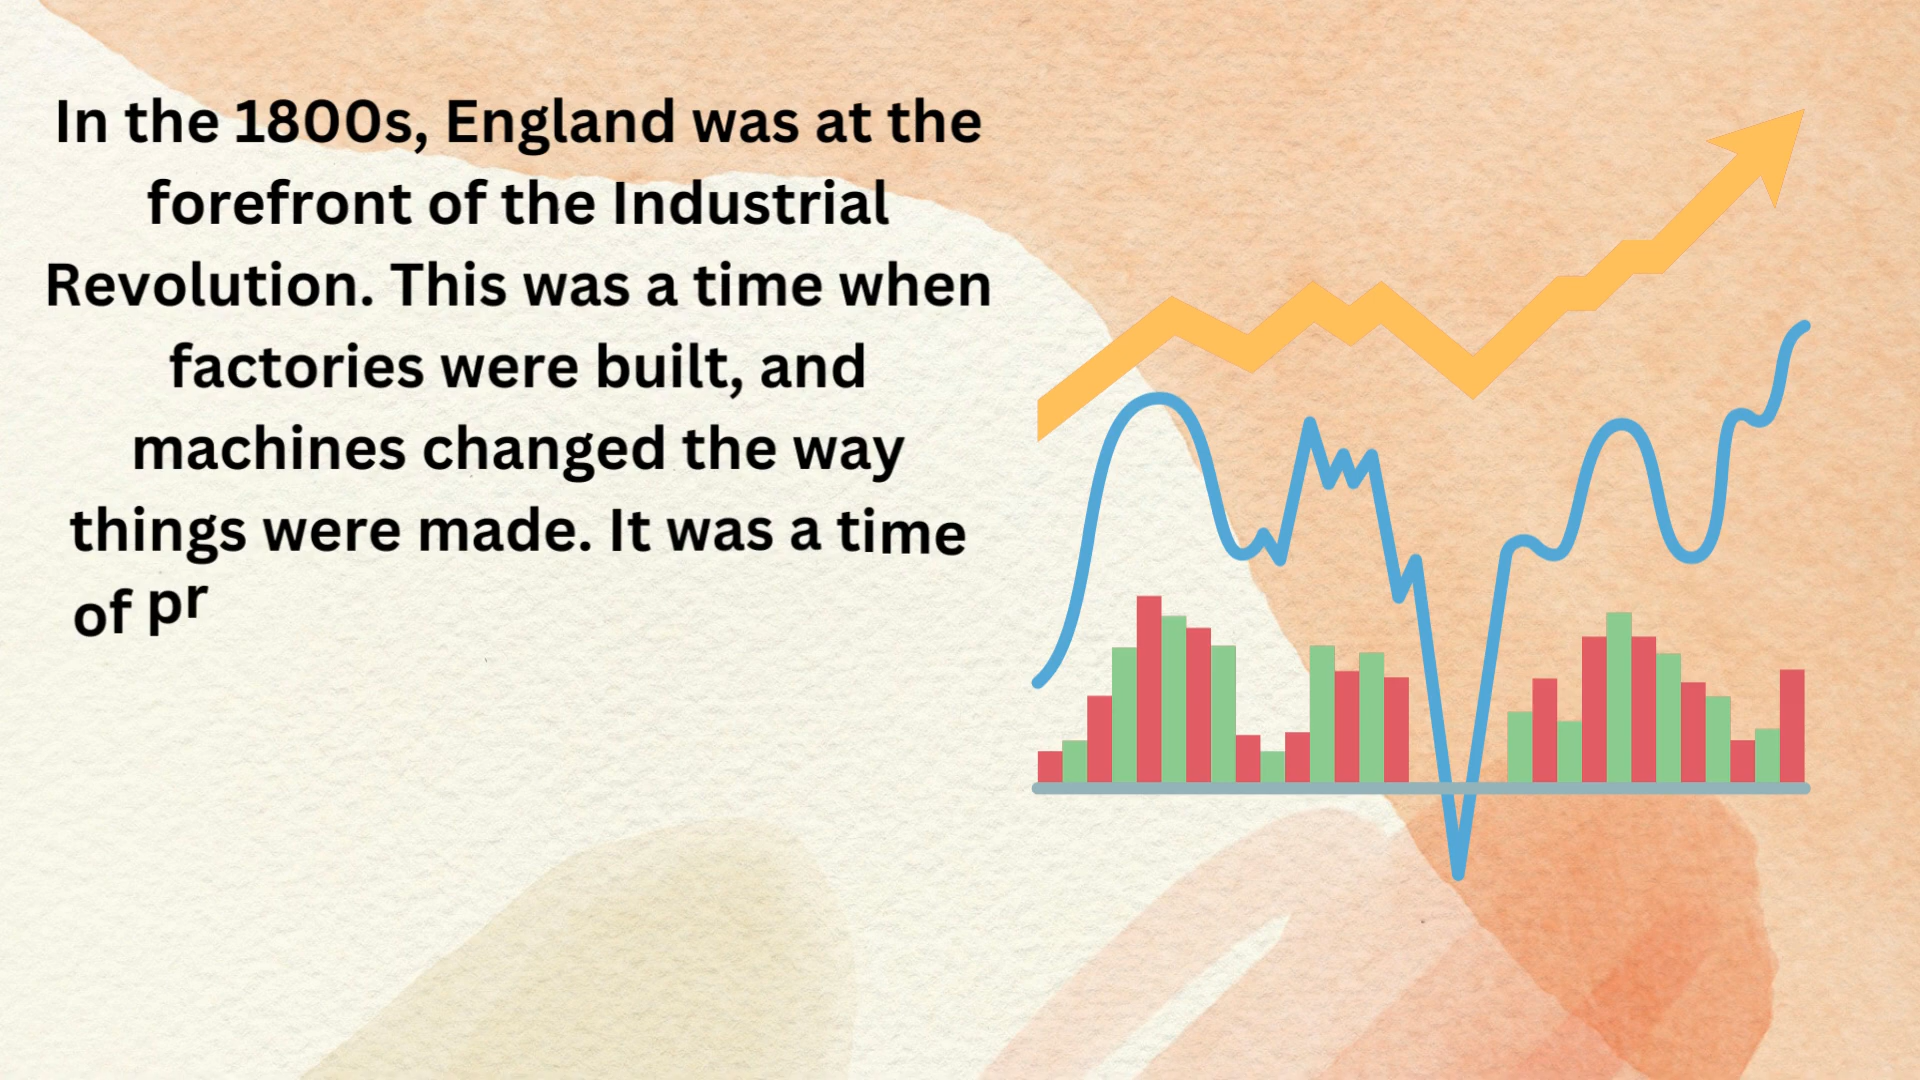 In the 1800s, England was at the
forefront of the Industrial
Revolution. This was a time when
factories were built, and
machines changed the way
things were made. It was a time
of pr